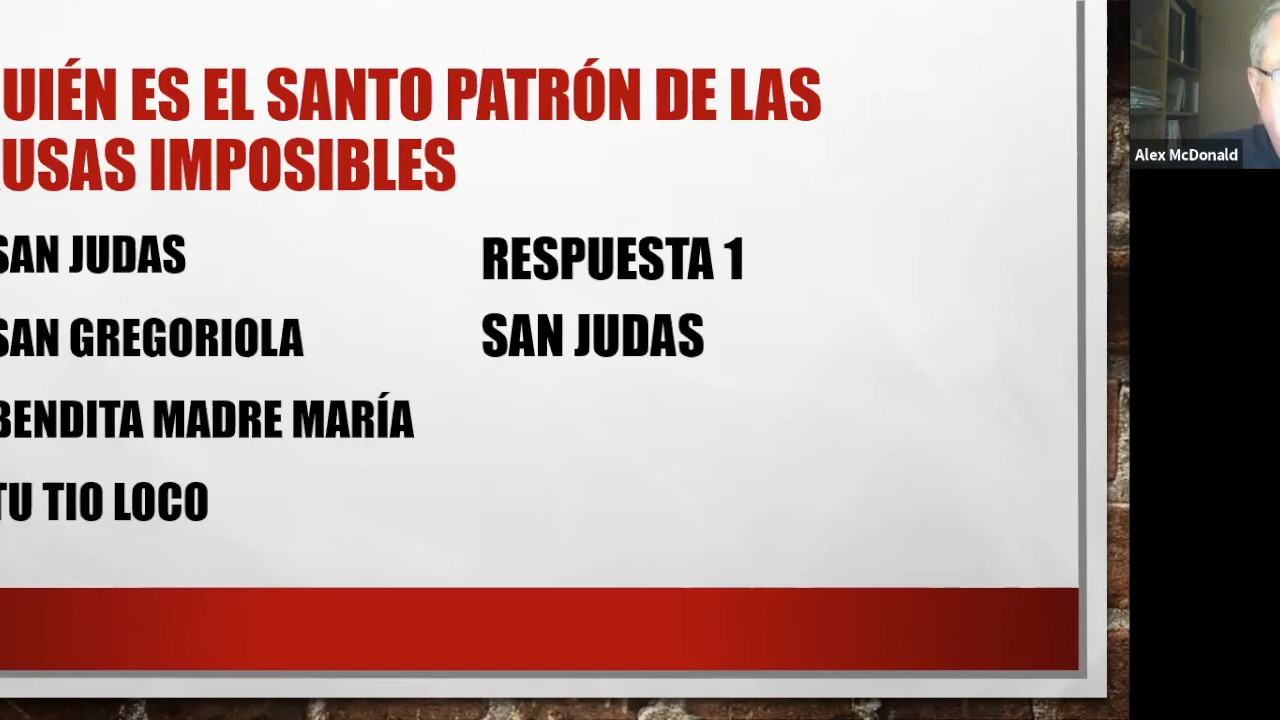 UIÉN ES EL SANTO PATRÓN DE LAS
USAS IMPOSIBLES
SAN JUDAS
SAN GREGORIOLA
BENDITA MADRE MARÍA
TU TIO LOCO
RESPUESTA 1
SAN JUDAS
Alex McDonald